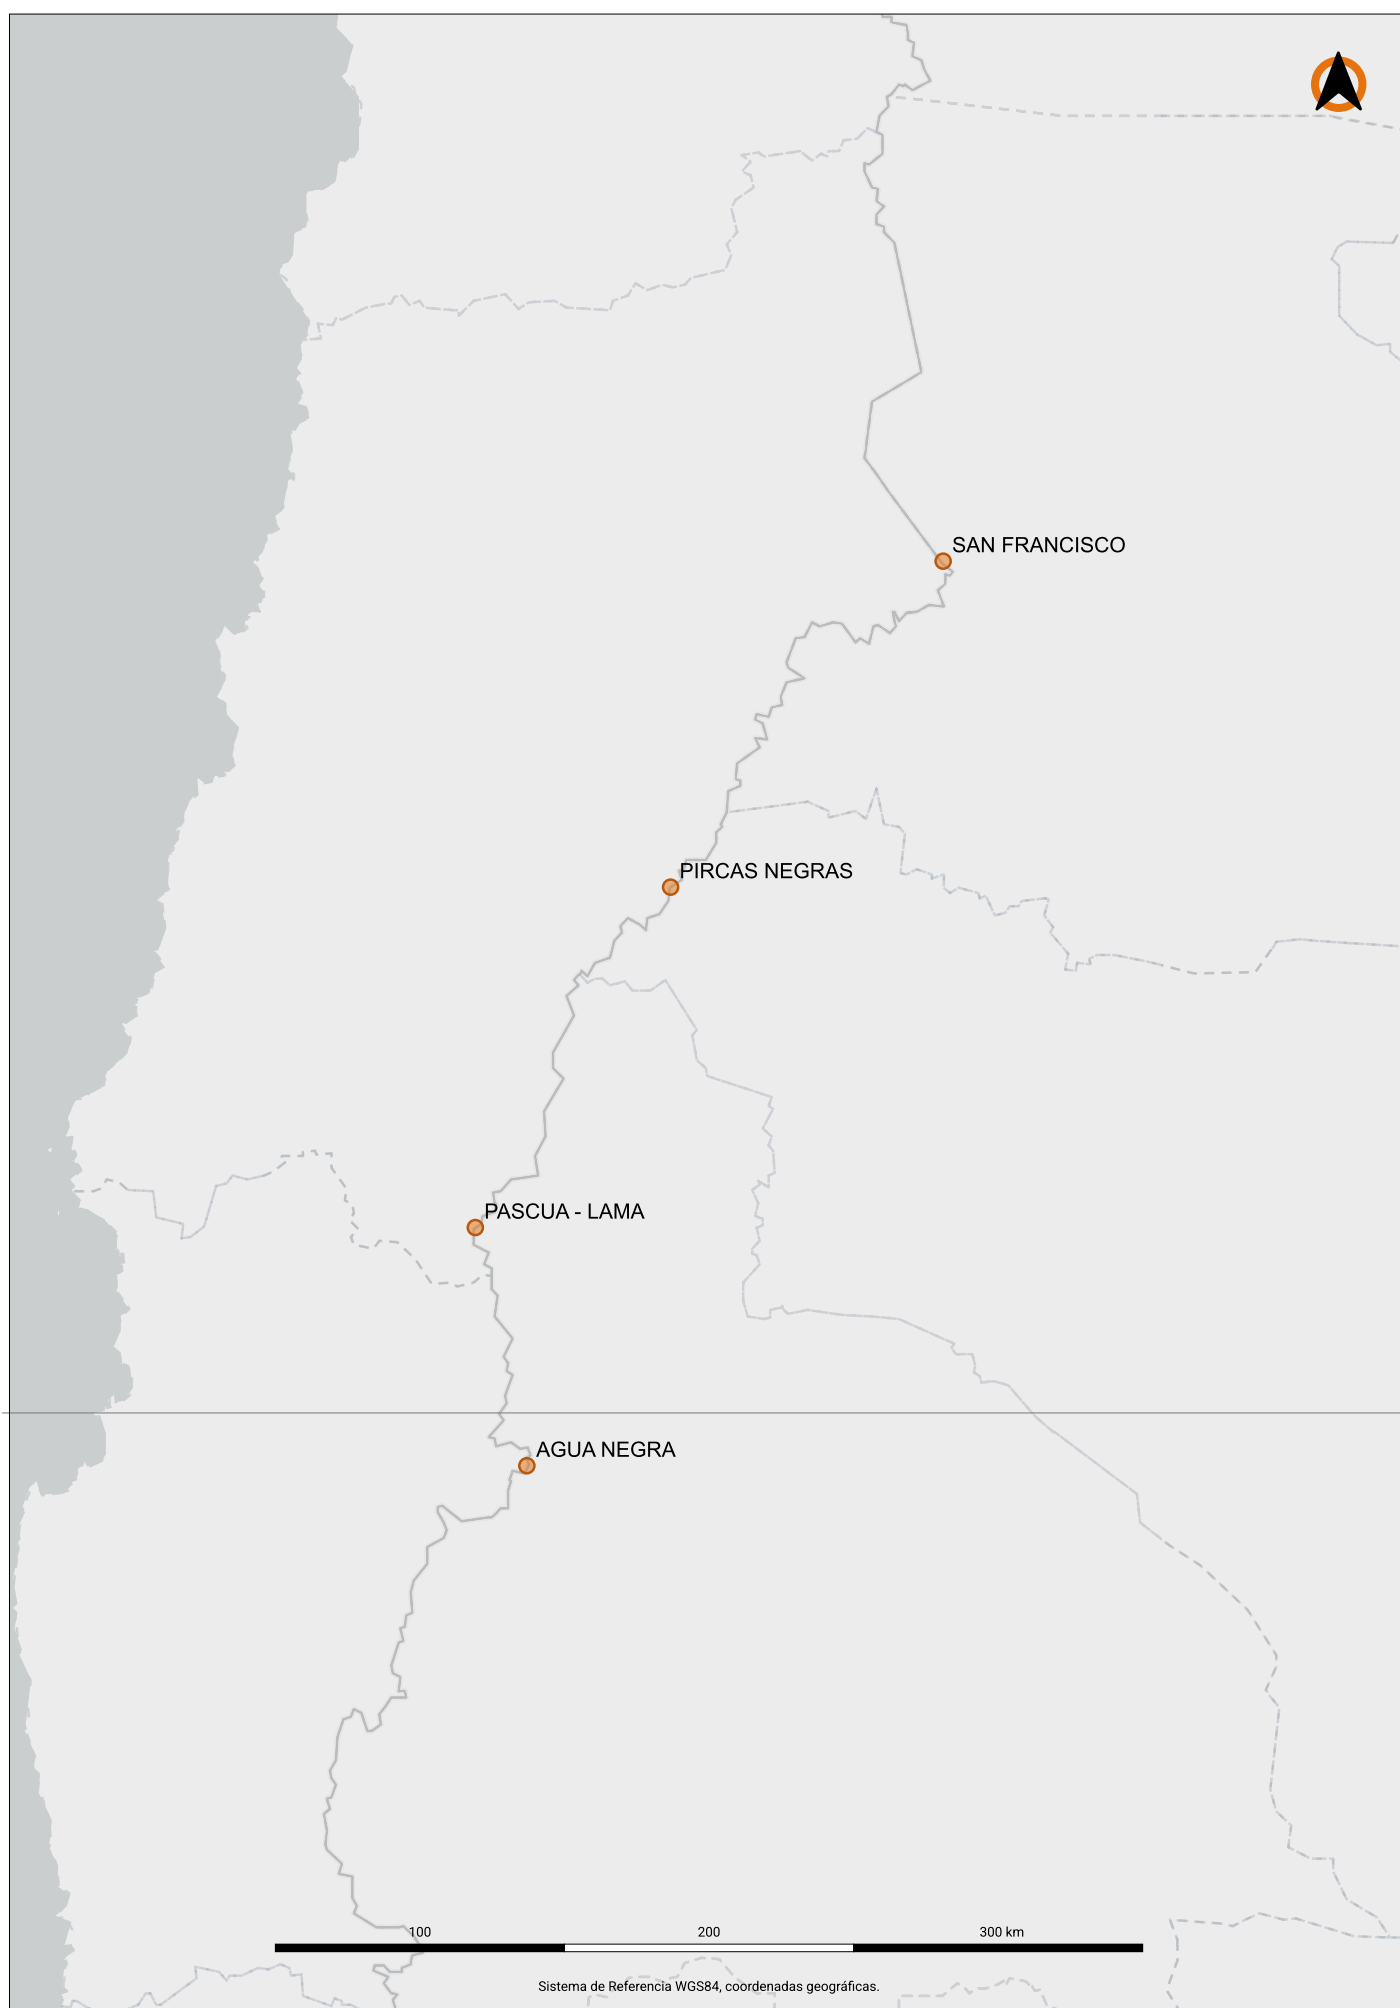 SAN FRANCISCO
PIRCAS NEGRAS
PASCUA - LAMA
AGUA NEGRA
100 200 300 km
Sistema de Referencia WGS84, coordenadas geográficas.